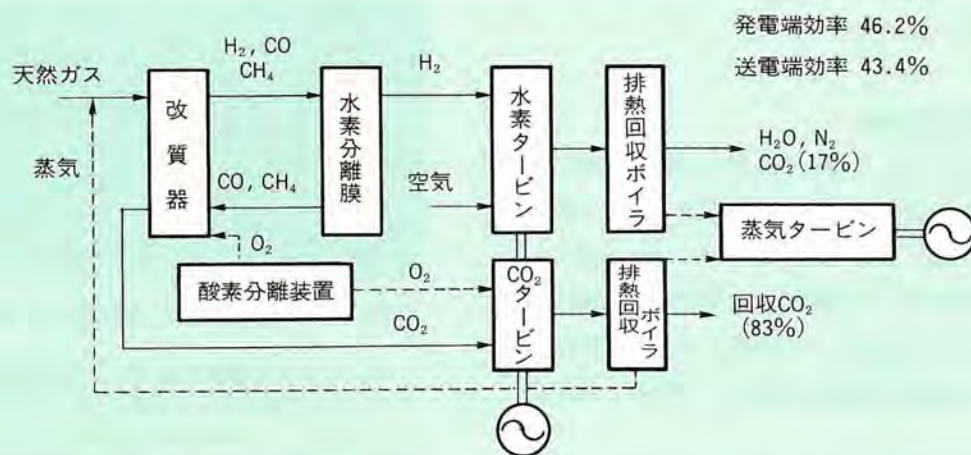 発電端効率 46.2%
送電端効率 43.4%
天然ガス
蒸気
改質器
H₂, CO
CH₄
水素分離膜
H₂
CO, CH₄
空気
水素タービン
排熱回収ボイラ
H₂O, N₂
CO₂(17%)
蒸気タービン
O₂
酸素分離装置
O₂
CO₂
CO₂タービン
排熱回収ボイラ
回収CO₂
(83%)